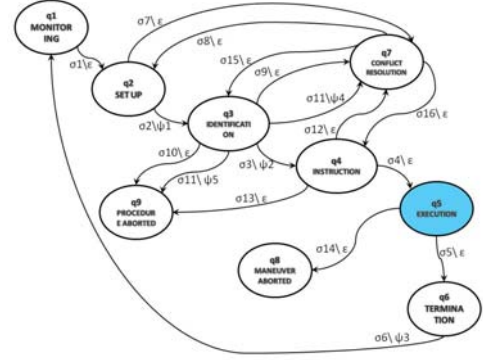 q1
MONITOR
ING
σ7\ ε
σ8\ ε
σ1\ε
q2
SET UP
σ15\ ε
σ9\ ε
q7
CONFLICT
RESOLUTION
σ2\ψ1
q3
IDENTIFICATI
ON
σ11\ψ4
σ12\ ε
σ16\ ε
σ10\ ε
σ11\ ψ5
σ3\ ψ2
q4
INSTRUCTION
σ4\ ε
q9
PROCEDUR
E ABORTED
σ13\ ε
q5
EXECUTION
q8
MANEUVER
ABORTED
σ14\ ε
σ5\ ε
q6
TERMINA
TION
σ6\ ψ3